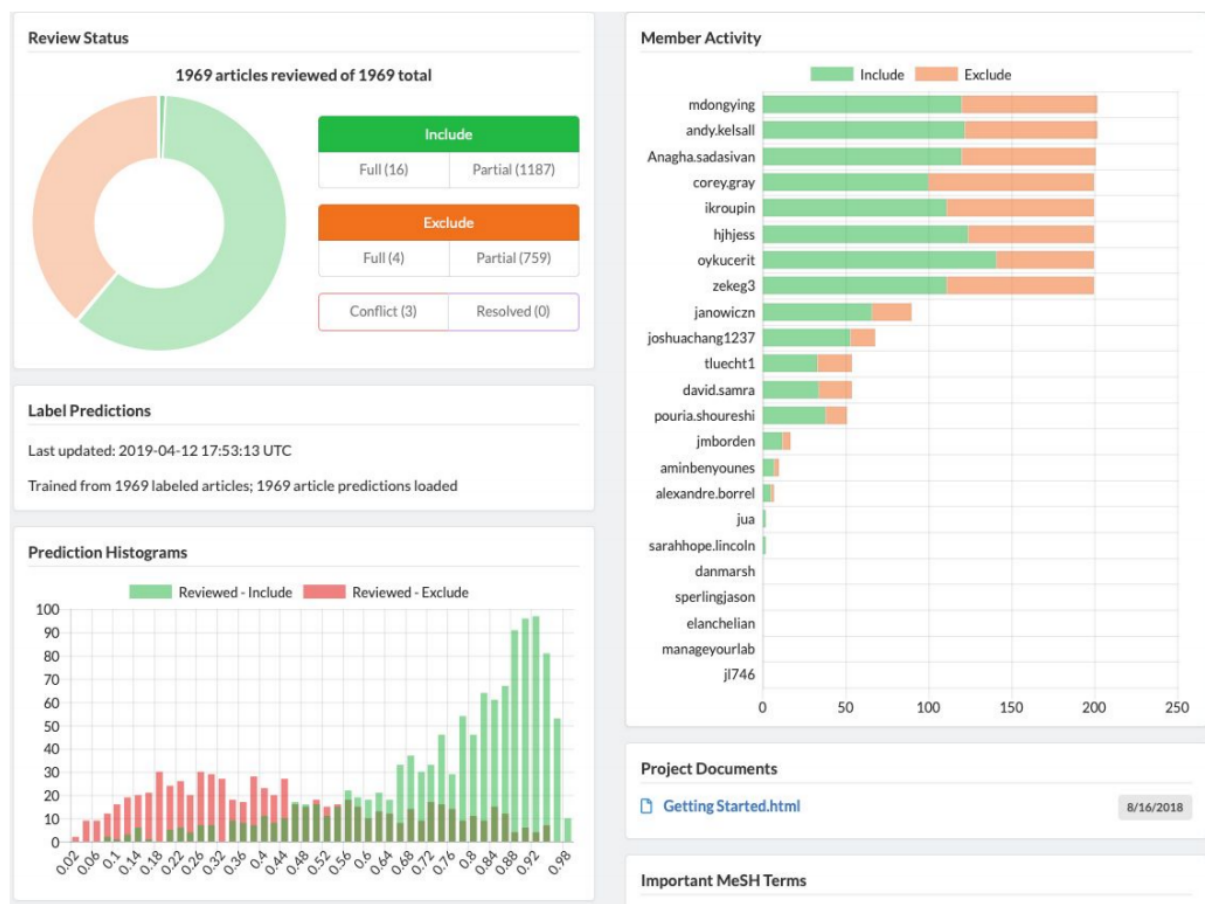 Review Status
1969 articles reviewed of 1969 total
Include
Full (16) Partial (1187)
Exclude
Full (4) Partial (759)
Conflict (3) Resolved (0)
Label Predictions
Last updated: 2019-04-12 17:53:13 UTC
Trained from 1969 labeled articles; 1969 article predictions loaded
Prediction Histograms
Reviewed - Include Reviewed - Exclude
100
90
80
70
60
50
40
30
20
10
0
0.02 0.06 0.1 0.14 0.18 0.22 0.26 0.32 0.36 0.4 0.44 0.48 0.52 0.56 0.6 0.64 0.68 0.72 0.76 0.8 0.84 0.88 0.92 0.98
Member Activity
Include Exclude
mdongying
andy.kelsall
Anagha.sadasivan
corey.gray
ikroupin
hjhjess
oykucerit
zekeg3
janowiczn
joshuachang1237
tluecht1
david.samra
pouria.shoureshi
jmborden
aminbenyounes
alexandre.borrel
jua
sarahhope.lincoln
danmarsh
sperlingjason
elanchelian
manageyourlab
jl746
0 50 100 150 200 250
Project Documents
Getting Started.html 8/16/2018
Important MeSH Terms